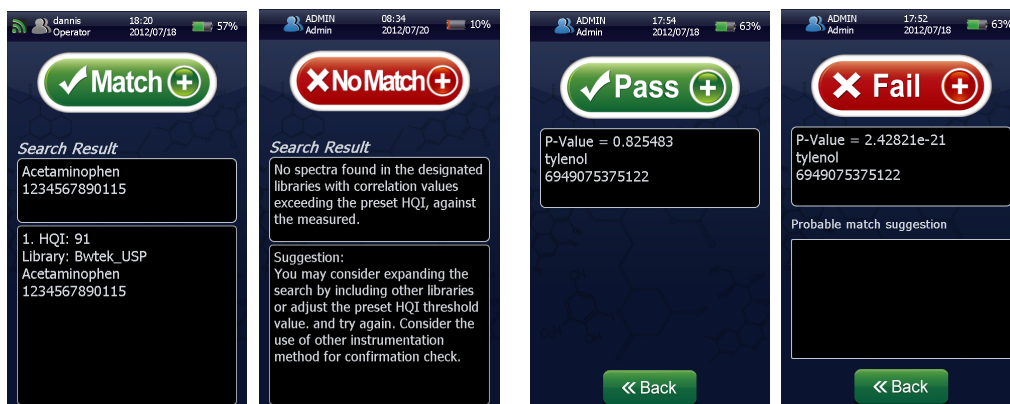 dannis
Operator
18:20
2012/07/18
57%
Match
Search Result
Acetaminophen
1234567890115
1. HQI: 91
Library: Bwtek_USP
Acetaminophen
1234567890115
ADMIN
Admin
08:34
2012/07/20
10%
No Match
Search Result
No spectra found in the designated
libraries with correlation values
exceeding the preset HQI, against
the measured.
Suggestion:
You may consider expanding the
search by including other libraries
or adjust the preset HQI threshold
value. and try again. Consider the
use of other instrumentation
method for confirmation check.
ADMIN
Admin
17:54
2012/07/18
63%
Pass
P-Value = 0.825483
tylenol
6949075375122
Back
ADMIN
Admin
17:52
2012/07/18
63%
Fail
P-Value = 2.42821e-21
tylenol
6949075375122
Probable match suggestion
Back